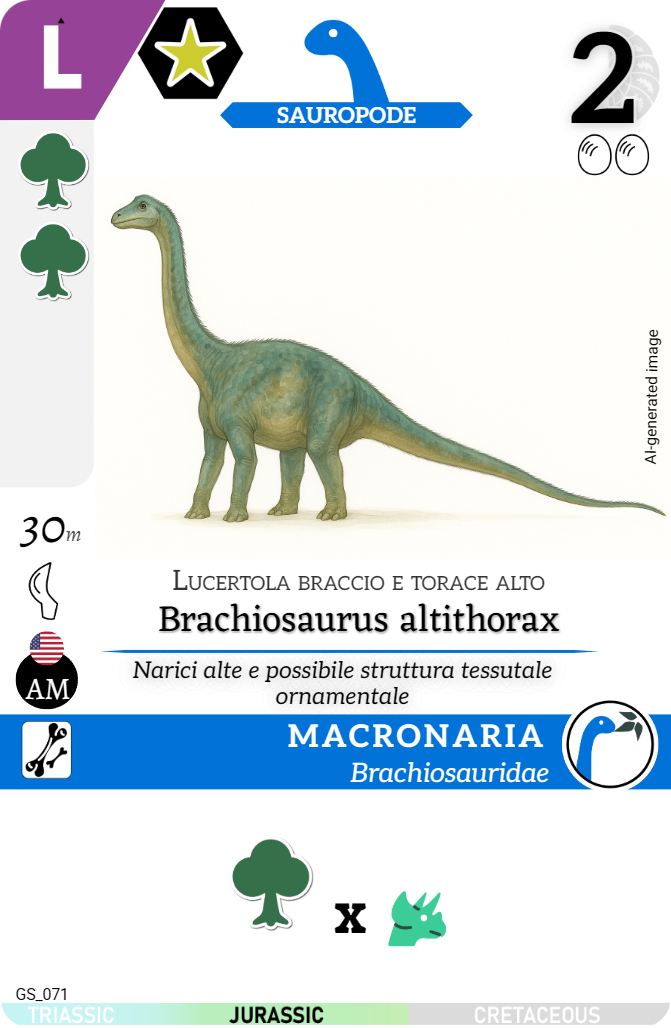 L
SAUROPODE
2
AI-generated image
30m
LUCERTOLA BRACCIO E TORACE ALTO
Brachiosaurus altithorax
Narici alte e possibile struttura tessutale
ornamentale
AM
MACRONARIA
Brachiosauridae
x
GS_071
TRIASSIC JURASSIC CRETACEOUS